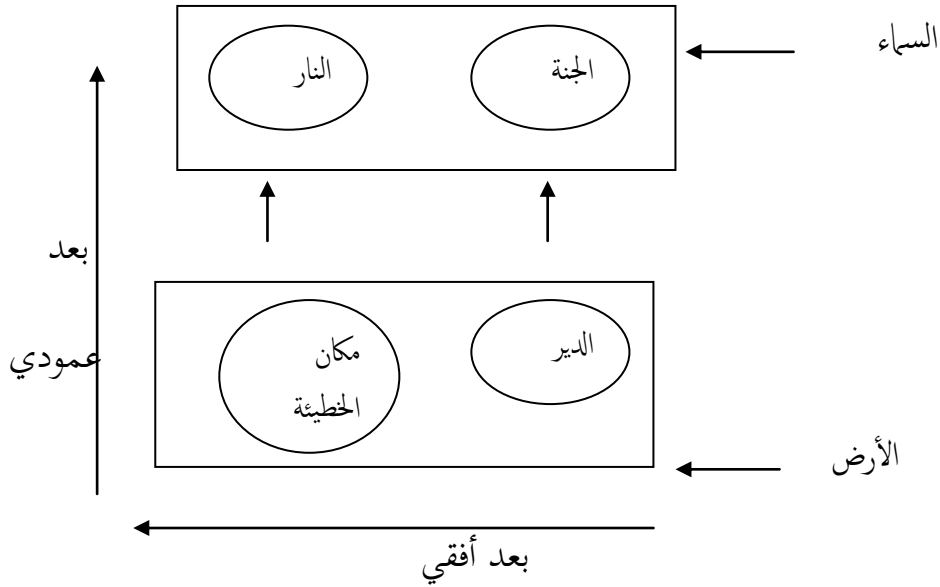 السماء
الجنة
النار
بعد
عمودي
الدير
مكان
الخطيئة
الأرض
بعد أفقي